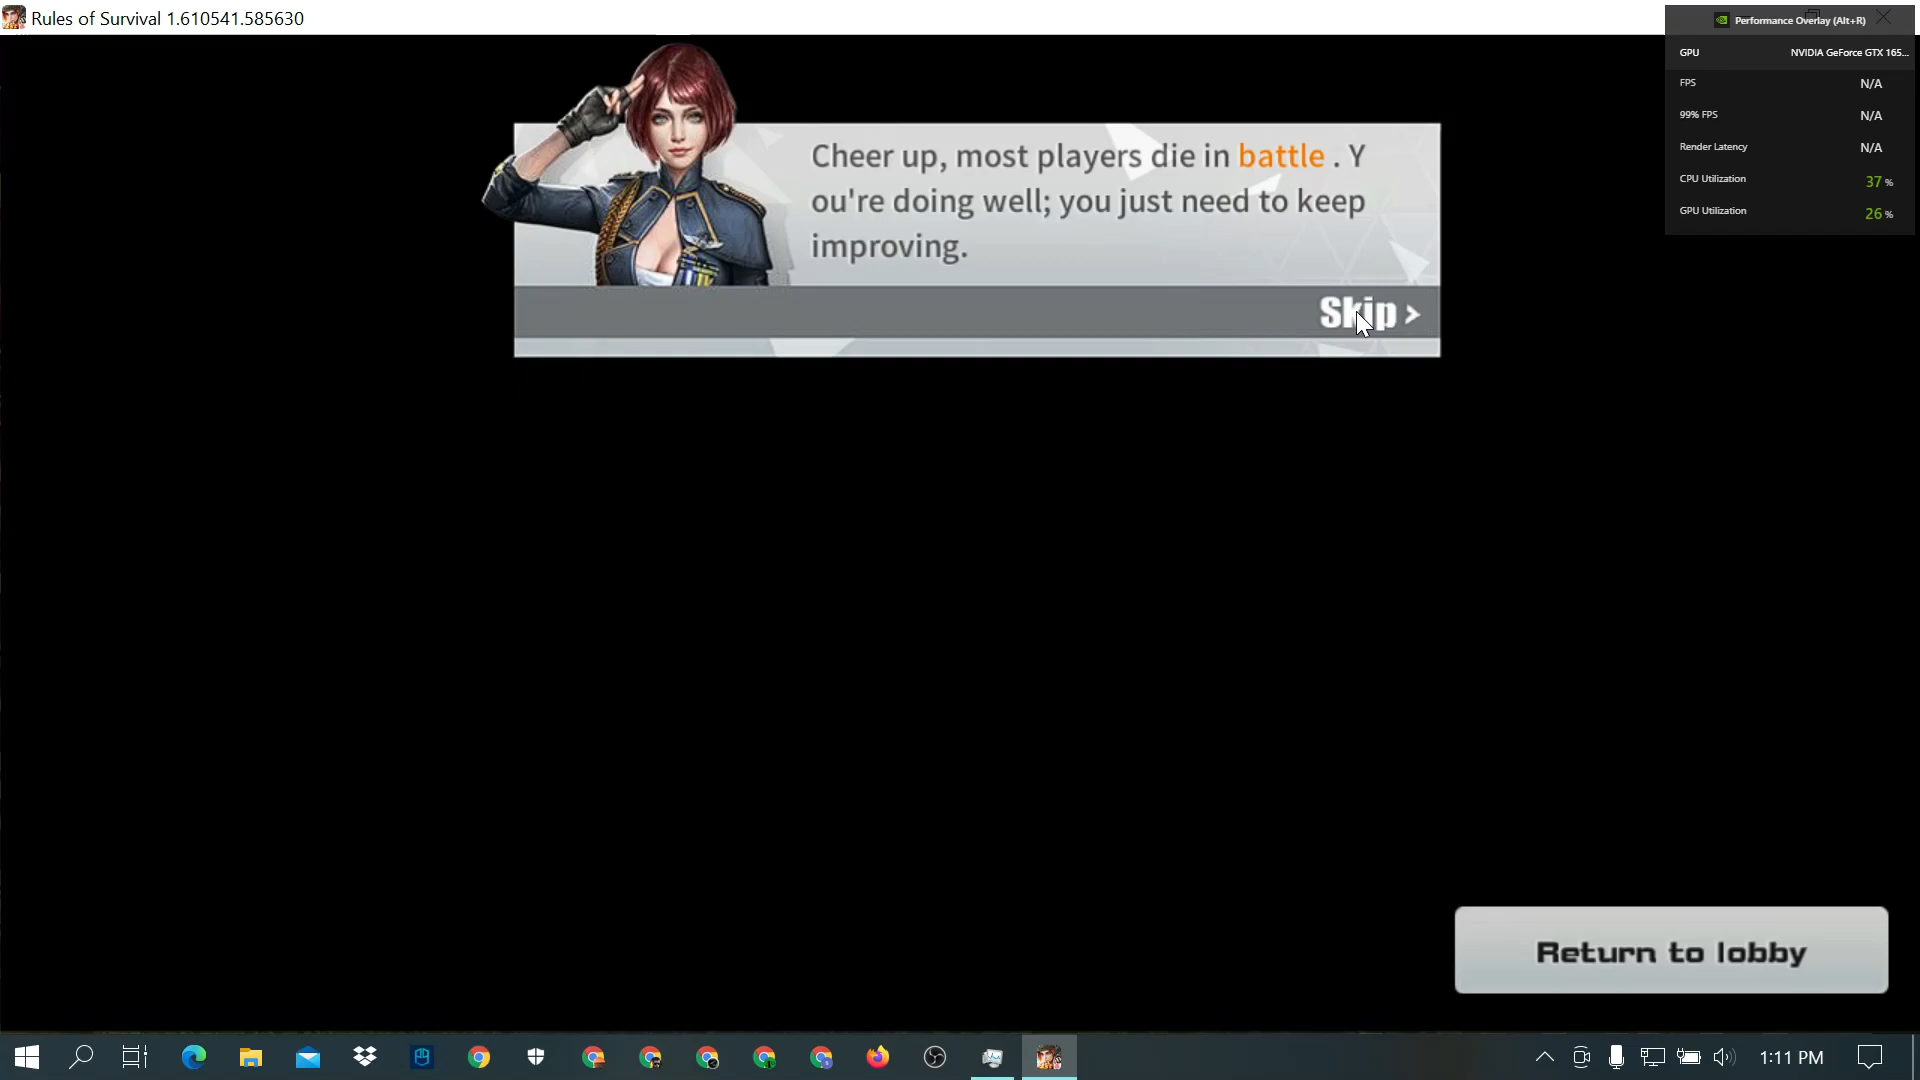 Rules of Survival 1.610541.585630
Performance Overlay (Alt+R)
GPU NVIDIA GeForce GTX 165...
FPS N/A
99% FPS N/A
Render Latency N/A
CPU Utilization 37 %
GPU Utilization 26 %
Cheer up, most players die in battle . Y
ou're doing well; you just need to keep
improving.
Skip >
Return to lobby
1:11 PM